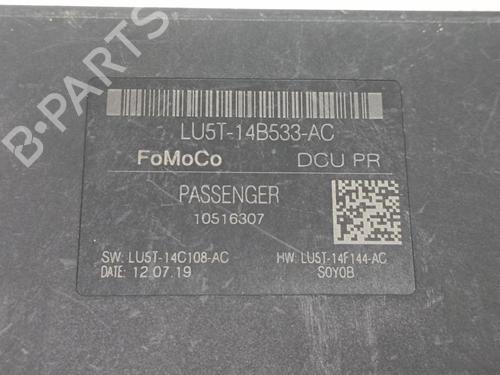 B-PARTS
LU5T-14B533-AC
FoMoCo DCU PR
PASSENGER
10516307
SW: LU5T-14C108-AC HW: LU5T-14F144-AC
DATE: 12.07.19 S0Y0B